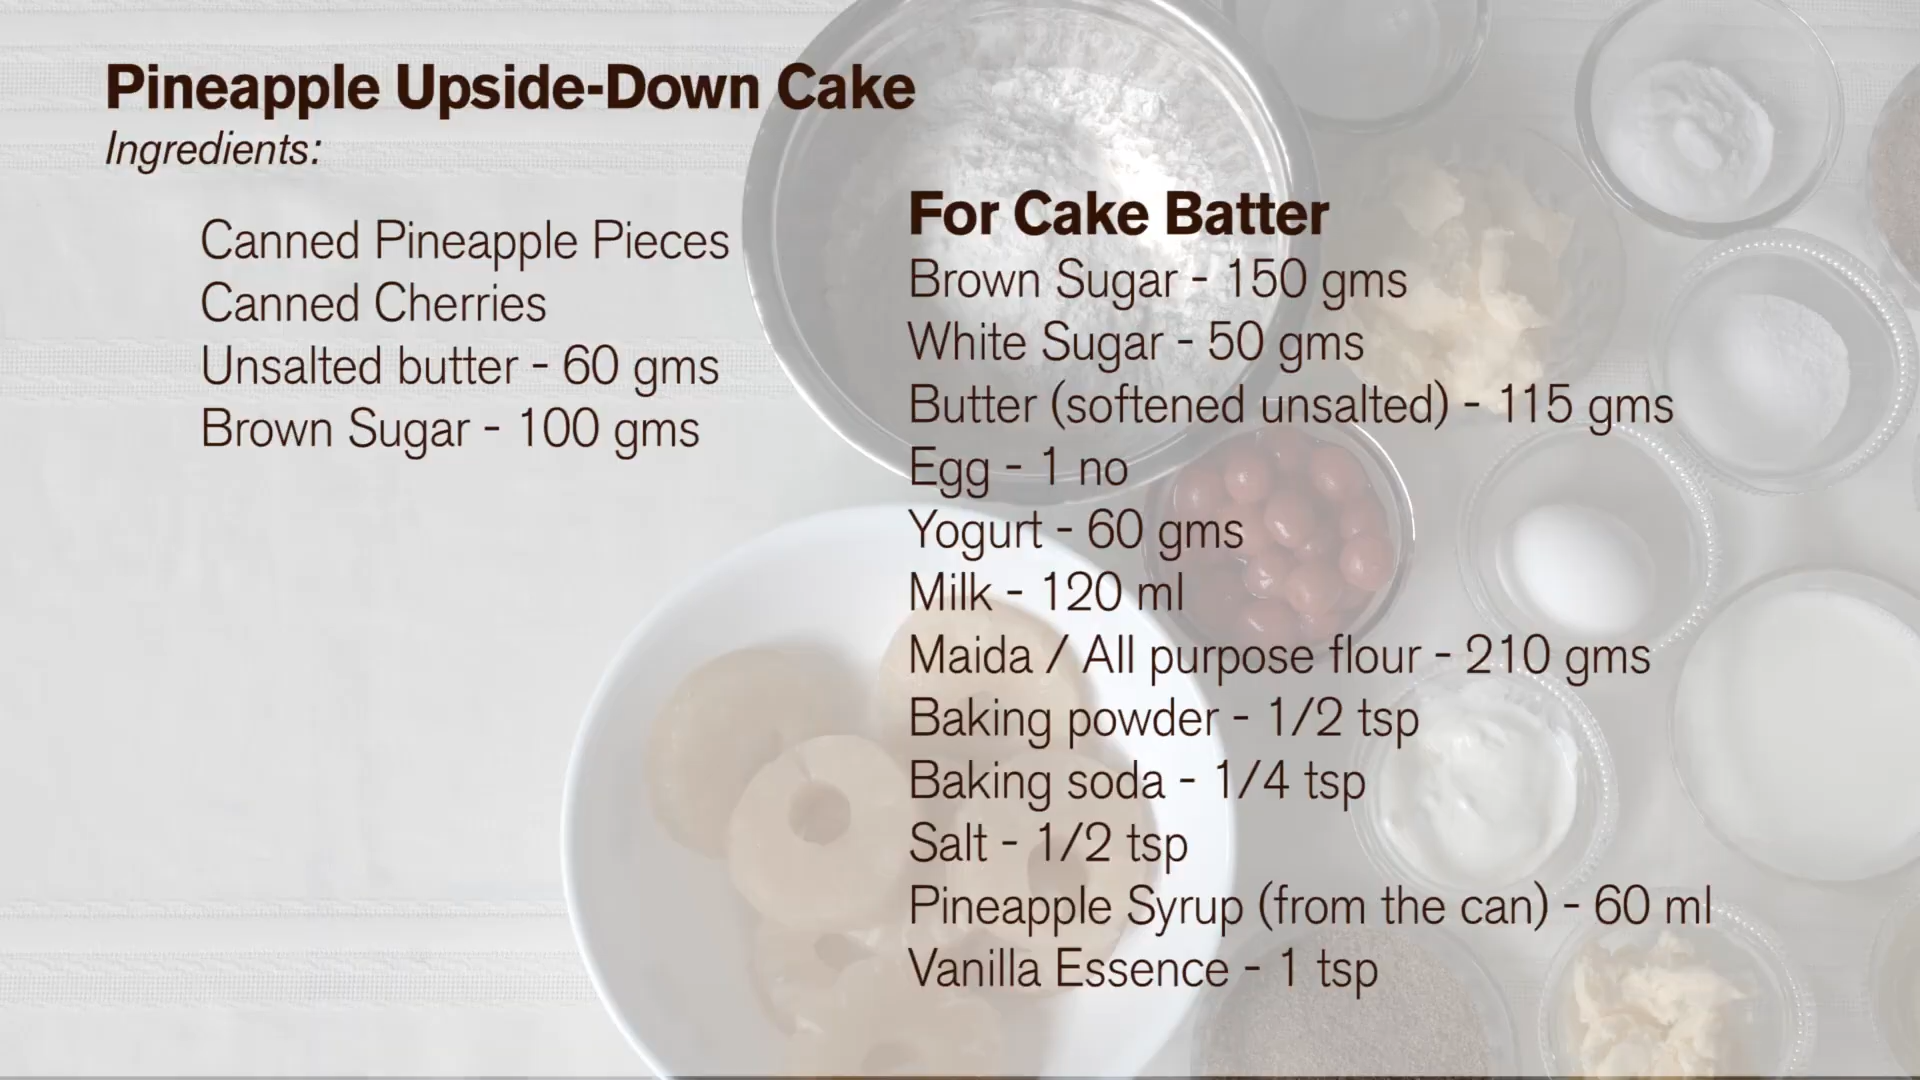 Pineapple Upside-Down Cake
Ingredients:
Canned Pineapple Pieces
Canned Cherries
Unsalted butter - 60 gms
Brown Sugar - 100 gms
For Cake Batter
Brown Sugar - 150 gms
White Sugar - 50 gms
Butter (softened unsalted) - 115 gms
Egg - 1 no
Yogurt - 60 gms
Milk - 120 ml
Maida / All purpose flour - 210 gms
Baking powder - 1/2 tsp
Baking soda - 1/4 tsp
Salt - 1/2 tsp
Pineapple Syrup (from the can) - 60 ml
Vanilla Essence - 1 tsp